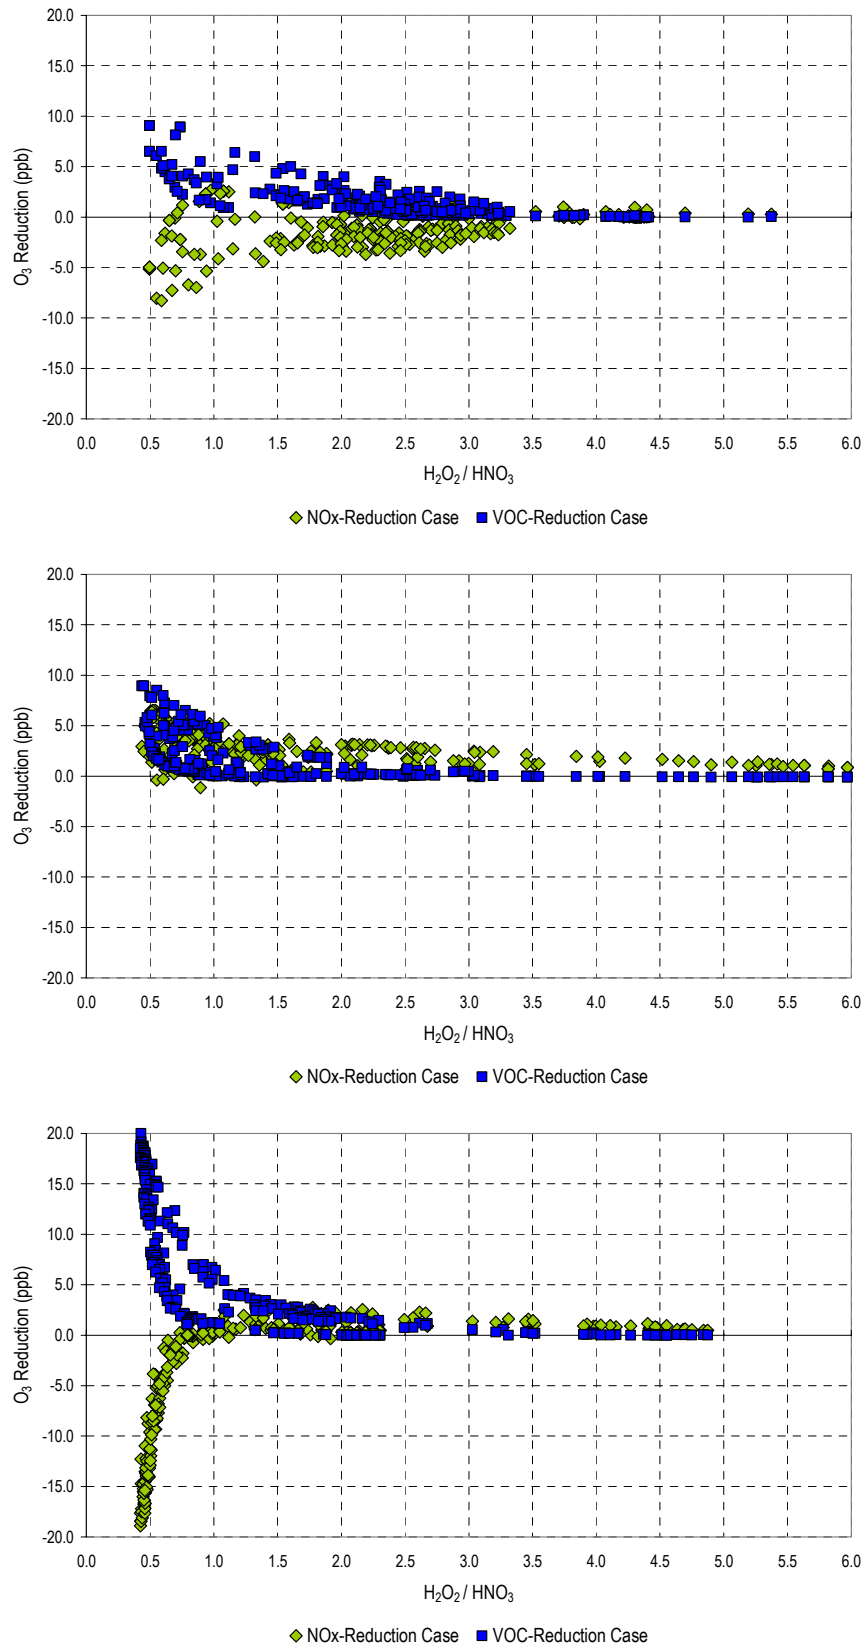 20.0
15.0
10.0
5.0
0.0
-5.0
-10.0
-15.0
-20.0
O₃ Reduction (ppb)
0.0 0.5 1.0 1.5 2.0 2.5 3.0 3.5 4.0 4.5 5.0 5.5 6.0
H₂O₂ / HNO₃
NOx-Reduction Case VOC-Reduction Case
20.0
15.0
10.0
5.0
0.0
-5.0
-10.0
-15.0
-20.0
O₃ Reduction (ppb)
0.0 0.5 1.0 1.5 2.0 2.5 3.0 3.5 4.0 4.5 5.0 5.5 6.0
H₂O₂ / HNO₃
NOx-Reduction Case VOC-Reduction Case
20.0
15.0
10.0
5.0
0.0
-5.0
-10.0
-15.0
-20.0
O₃ Reduction (ppb)
0.0 0.5 1.0 1.5 2.0 2.5 3.0 3.5 4.0 4.5 5.0 5.5 6.0
H₂O₂ / HNO₃
NOx-Reduction Case VOC-Reduction Case